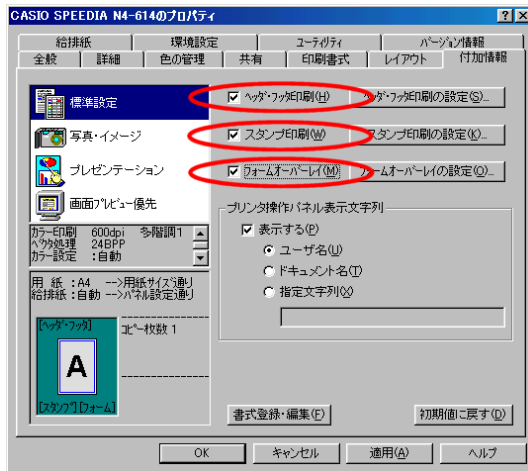 CASIO SPEEDIA N4-614のプロパティ
給排紙 環境設定 ユーティリティ バージョン情報
全般 詳細 色の管理 共有 印刷書式 レイアウト 付加情報
標準設定
写真・イメージ
プレゼンテーション
画面プレビュー優先
ヘッダ・フッタ印刷(H) ヘッダ・フッタ印刷の設定(S)...
スタンプ印刷(W) スタンプ印刷の設定(K)...
フォームオーバーレイ(M) フォームオーバーレイの設定(O)...
プリンタ操作パネル表示文字列
表示する(P)
ユーザ名(U)
ドキュメント名(T)
指定文字列(X)
カラー印刷 600dpi 多階調1
ベクタ処理 24BPP
カラー設定 :自動
用 紙 :A4 -->用紙サイズ通り
給排紙:自動 -->パネル設定通り
[ヘッダ・フッタ]
コピー枚数 1
A
[スタンプ][フォーム]
書式登録・編集(F) 初期値に戻す(D)
OK キャンセル 適用(A) ヘルプ